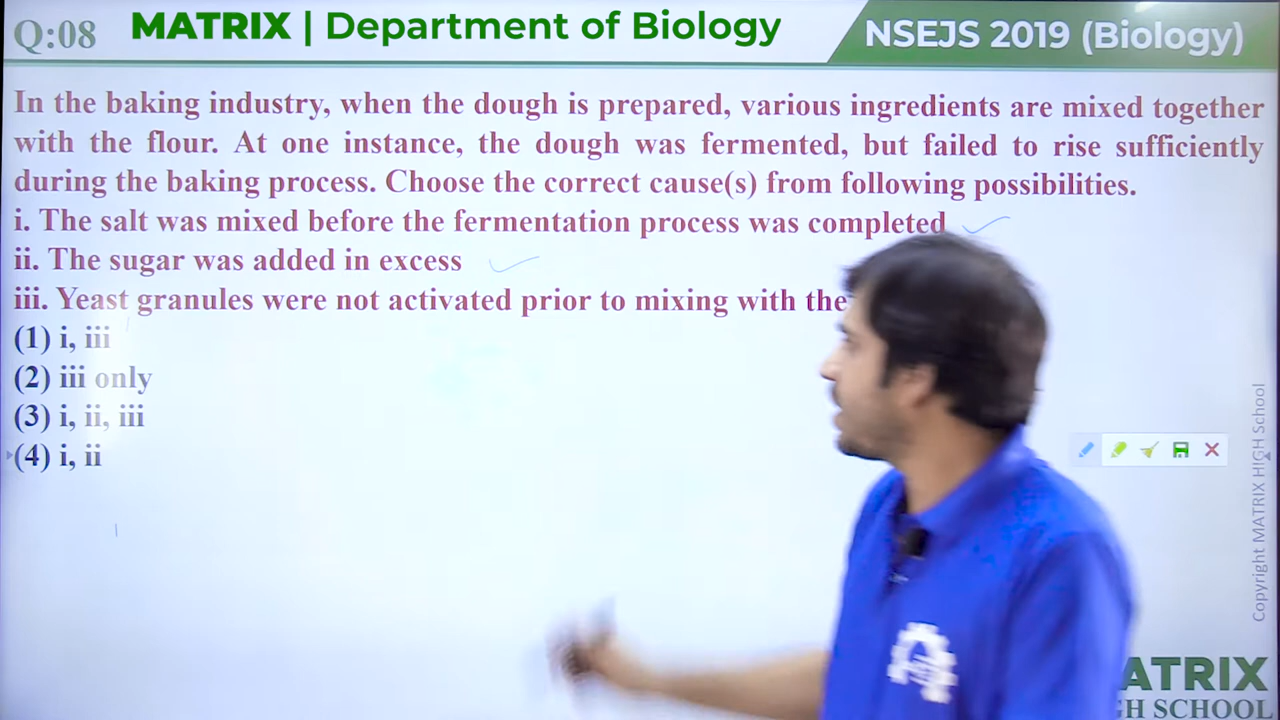 Q:08
MATRIX | Department of Biology
NSEJS 2019 (Biology)
In the baking industry, when the dough is prepared, various ingredients are mixed together
with the flour. At one instance, the dough was fermented, but failed to rise sufficiently
during the baking process. Choose the correct cause(s) from following possibilities.
i. The salt was mixed before the fermentation process was completed
ii. The sugar was added in excess
iii. Yeast granules were not activated prior to mixing with the
(1) i, iii
(2) iii only
(3) i, ii, iii
(4) i, ii
Copyright MATRIX HIGH School
ATRIX
GH SCHOOL